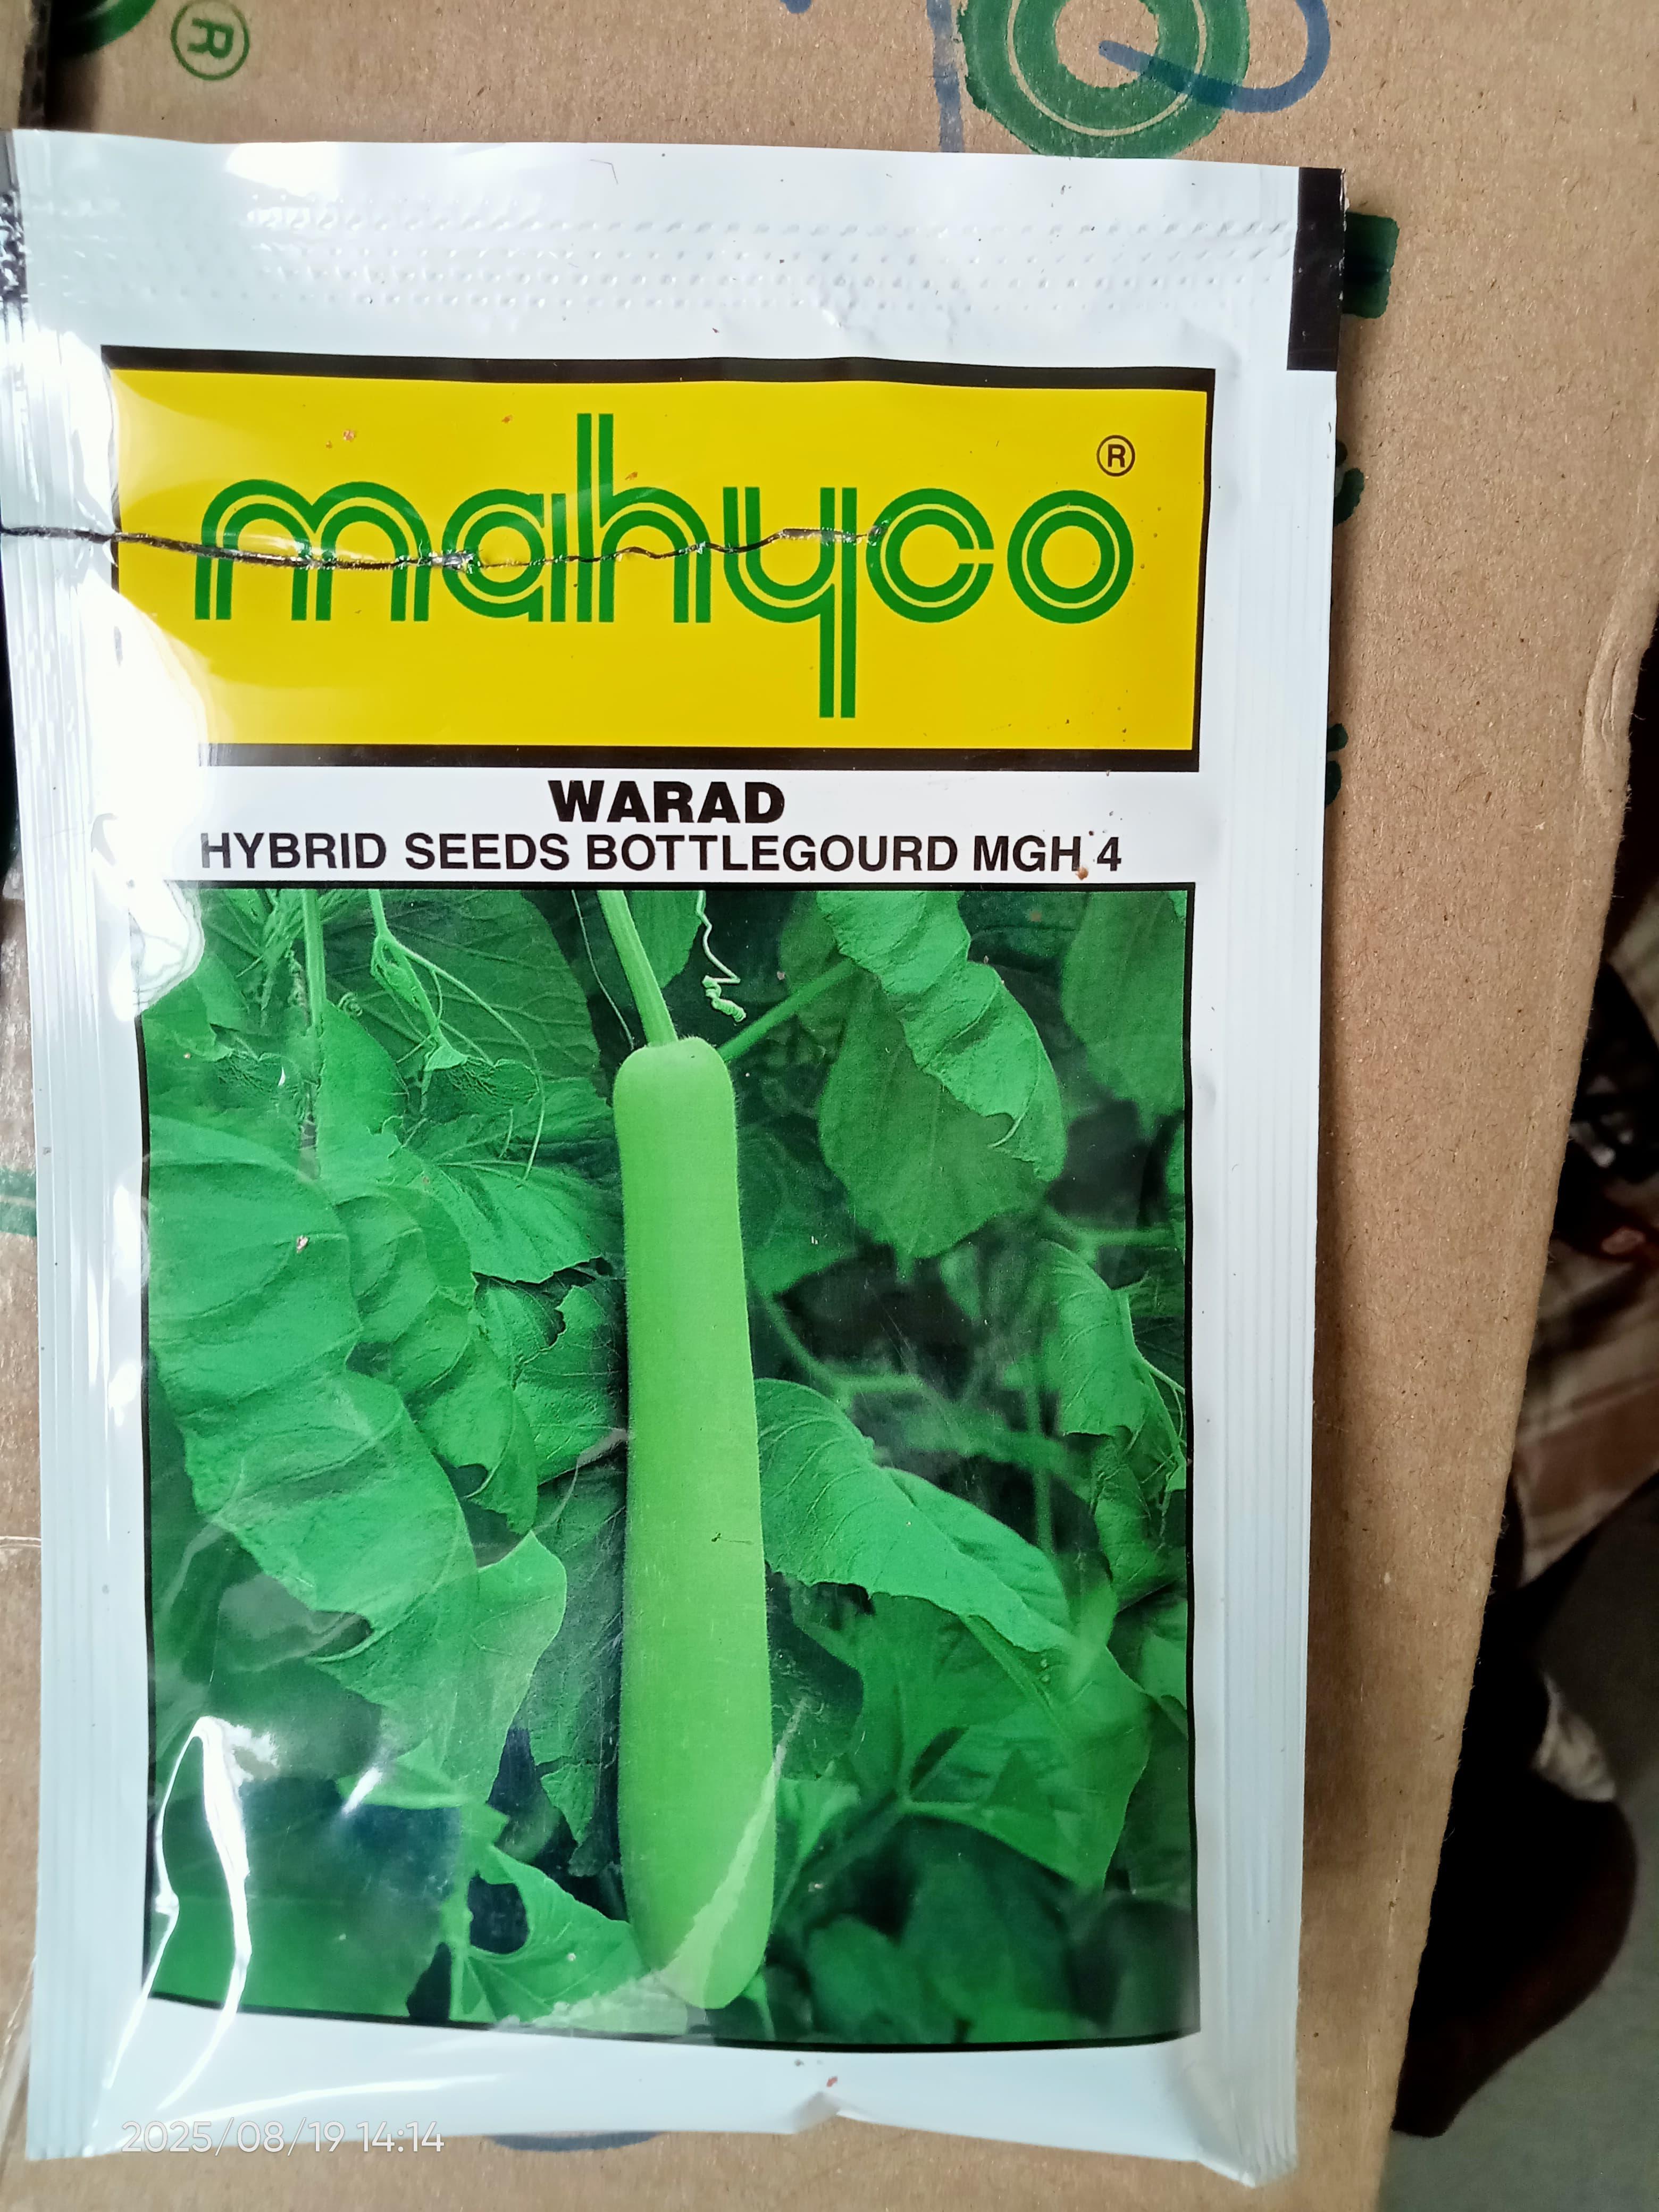 ®
mahyco ®
WARAD
HYBRID SEEDS BOTTLEGOURD MGH 4
2025/08/19 14:14